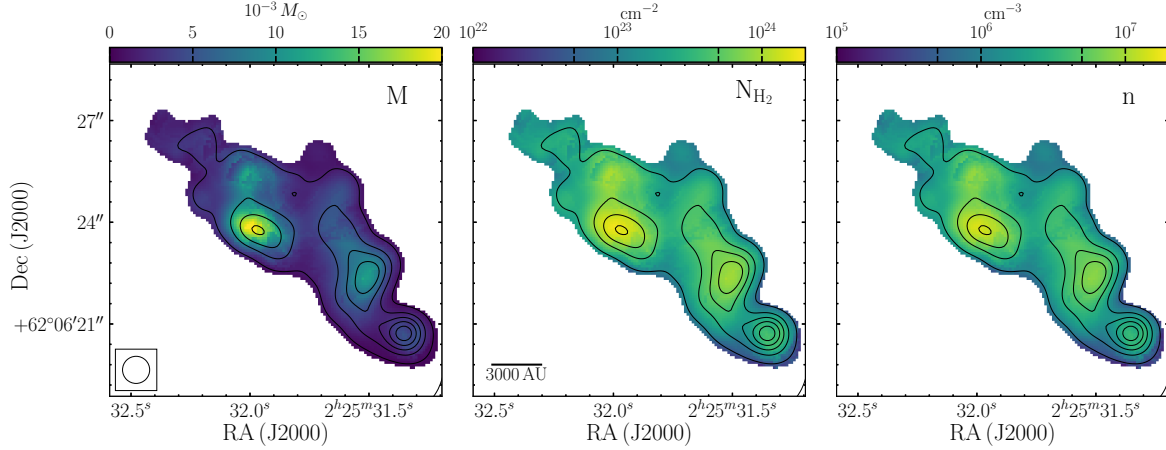 10⁻³ M☉ cm⁻² cm⁻³
0 5 10 15 20 10²² 10²³ 10²⁴ 10⁵ 10⁶ 10⁷
M N_H₂ n
27″
24″
+62°06′21″
Dec (J2000)
3000 AU
32.5ˢ 32.0ˢ 2ʰ25ᵐ31.5ˢ 32.5ˢ 32.0ˢ 2ʰ25ᵐ31.5ˢ 32.5ˢ 32.0ˢ 2ʰ25ᵐ31.5ˢ
RA (J2000) RA (J2000) RA (J2000)